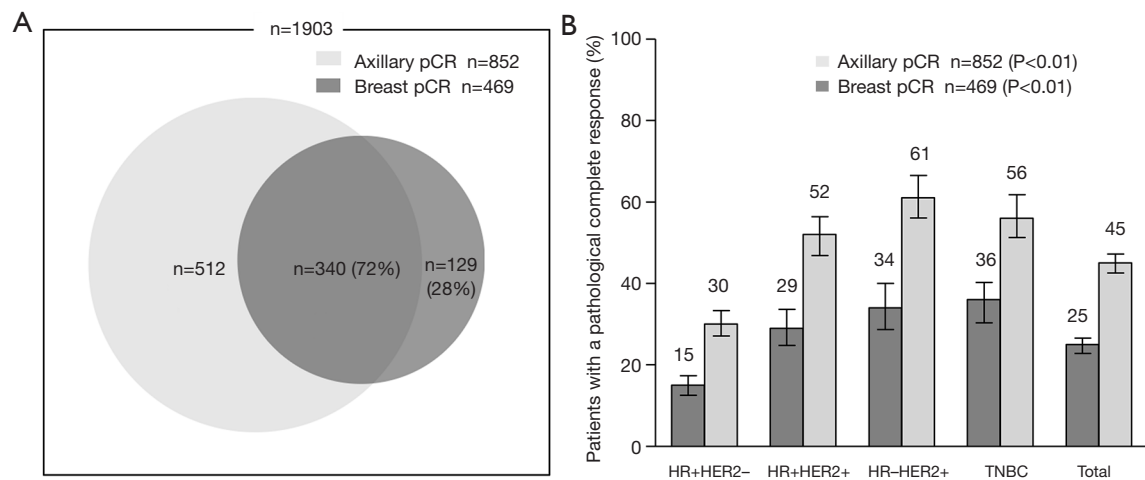 A
n=1903
Axillary pCR n=852
Breast pCR n=469
n=512
n=340 (72%)
n=129
(28%)
B
Patients with a pathological complete response (%)
100
80
60
40
20
0
Axillary pCR n=852 (P<0.01)
Breast pCR n=469 (P<0.01)
15
30
29
52
34
61
36
56
25
45
HR+HER2–
HR+HER2+
HR–HER2+
TNBC
Total